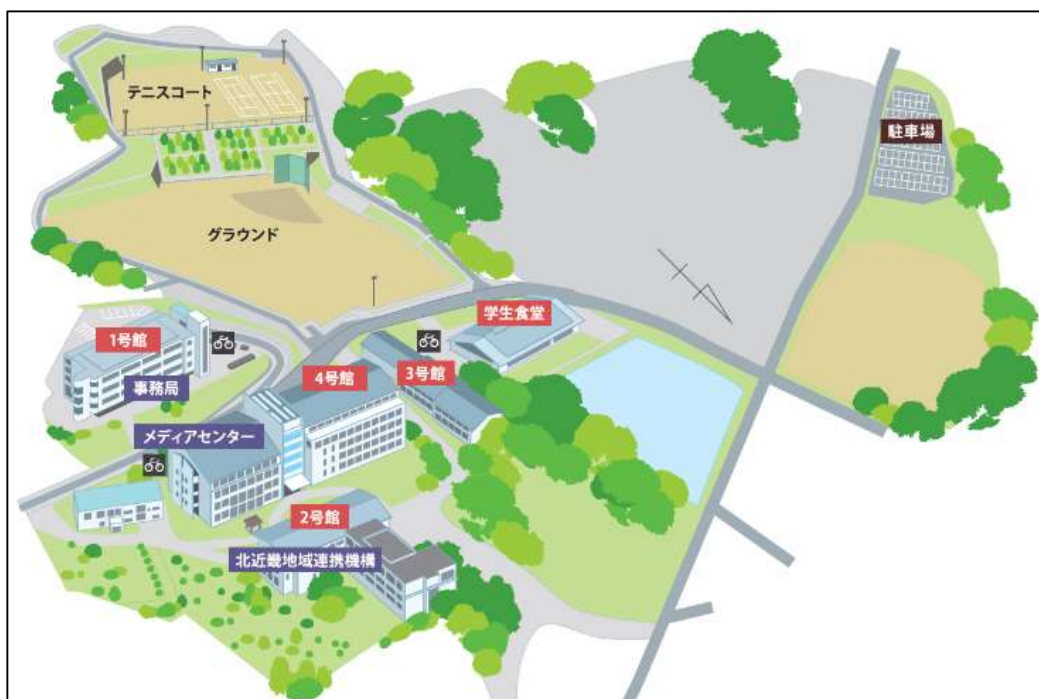 テニスコート
駐車場
グラウンド
学生食堂
1号館
3号館
4号館
事務局
メディアセンター
2号館
北近畿地域連携機構